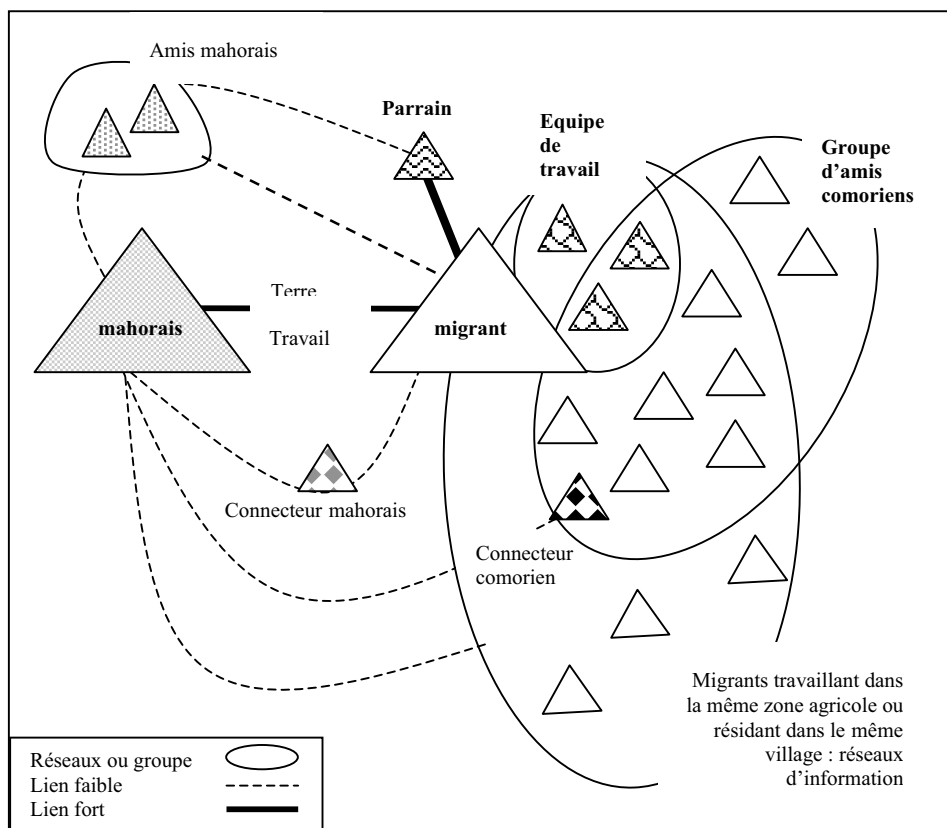 Amis mahorais
Parrain
Equipe
de
travail
Groupe
d'amis
comoriens
Terre
Travail
mahorais
migrant
Connecteur mahorais
Connecteur
comorien
Migrants travaillant dans
la même zone agricole ou
résidant dans le même
village : réseaux
d'information
Réseaux ou groupe
Lien faible
Lien fort